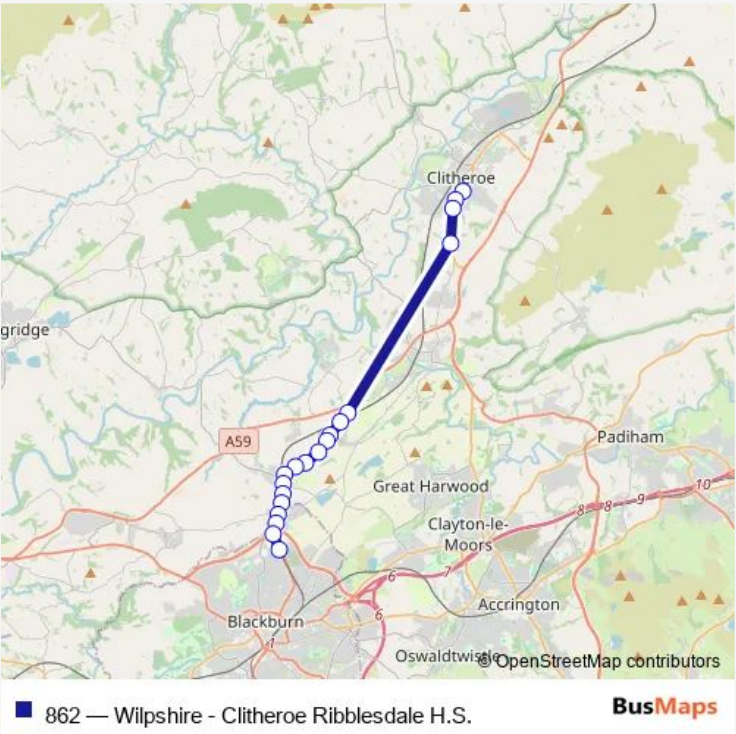 Clitheroe
gridge
A59
Padiham
Great Harwood
10
9
8
8
Clayton-le-
Moors
7
6
Accrington
6
Blackburn
1
Oswaldtwistle
© OpenStreetMap contributors
862 — Wilpshire - Clitheroe Ribblesdale H.S.
BusMaps